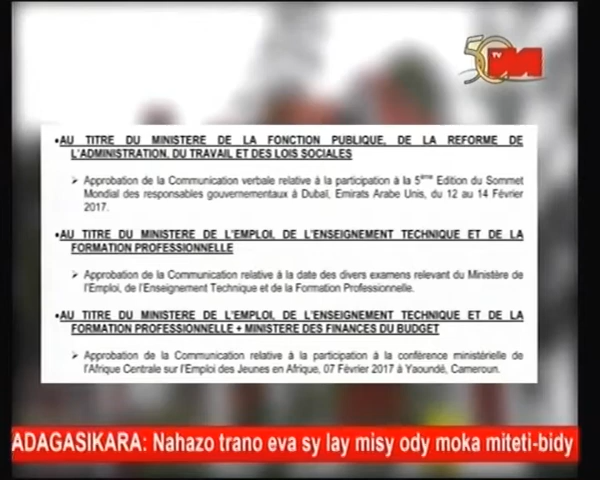 50
TV
M
•AU TITRE DU MINISTERE DE LA FONCTION PUBLIQUE, DE LA REFORME DE
L'ADMINISTRATION, DU TRAVAIL ET DES LOIS SOCIALES
➢ Approbation de la Communication verbale relative à la participation à la 5ème Edition du Sommet
Mondial des responsables gouvernementaux à Dubaï, Emirats Arabe Unis, du 12 au 14 Février
2017.
•AU TITRE DU MINISTERE DE L'EMPLOI, DE L'ENSEIGNEMENT TECHNIQUE ET DE LA
FORMATION PROFESSIONNELLE
➢ Approbation de la Communication relative à la date des divers examens relevant du Ministère de
l'Emploi, de l'Enseignement Technique et de la Formation Professionnelle.
•AU TITRE DU MINISTERE DE L'EMPLOI, DE L'ENSEIGNEMENT TECHNIQUE ET DE LA
FORMATION PROFESSIONNELLE + MINISTERE DES FINANCES DU BUDGET
➢ Approbation de la Communication relative à la participation à la conférence ministérielle de
l'Afrique Centrale sur l'Emploi des Jeunes en Afrique, 07 Février 2017 à Yaoundé, Cameroun.
ADAGASIKARA: Nahazo trano eva sy lay misy ody moka miteti-bidy